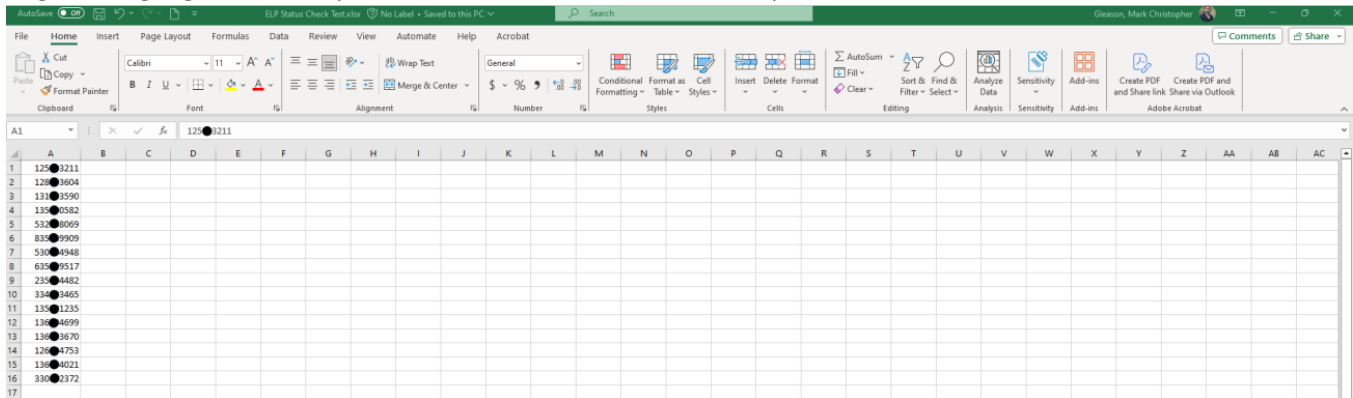 AutoSave Off ELP Status Check Test.xlsx No Label • Saved to this PC Search Gleason, Mark Christopher
File Home Insert Page Layout Formulas Data Review View Automate Help Acrobat Comments Share
Paste Cut Calibri 11 A^ Aˇ Wrap Text General Conditional Formatting Format as Table Cell Styles Insert Delete Format AutoSum Sort & Filter Find & Select Analyze Data Sensitivity Add-ins Create PDF and Share link Create PDF and Share via Outlook
Copy Fill
Format Painter B I U A Merge & Center $ % , Clear
Clipboard Font Alignment Number Styles Cells Editing Analysis Sensitivity Add-ins Adobe Acrobat
A1 fx 125●3211
A B C D E F G H I J K L M N O P Q R S T U V W X Y Z AA AB AC
1 125●3211
2 128●3604
3 131●3590
4 135●0582
5 532●8069
6 835●9909
7 530●4948
8 635●9517
9 235●4482
10 334●3465
11 135●1235
12 136●4699
13 136●3670
14 126●4753
15 136●4021
16 330●2372
17